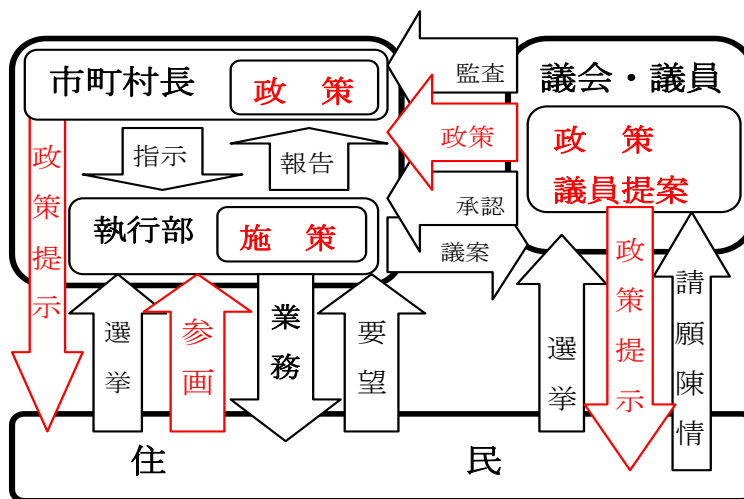 市町村長
政　策
監査
議会・議員
政策
政　策
議員提案
指示
報告
承認
執行部
施　策
議案
政策提示
選挙
参画
業務
要望
選挙
政策提示
請願陳情
住　民